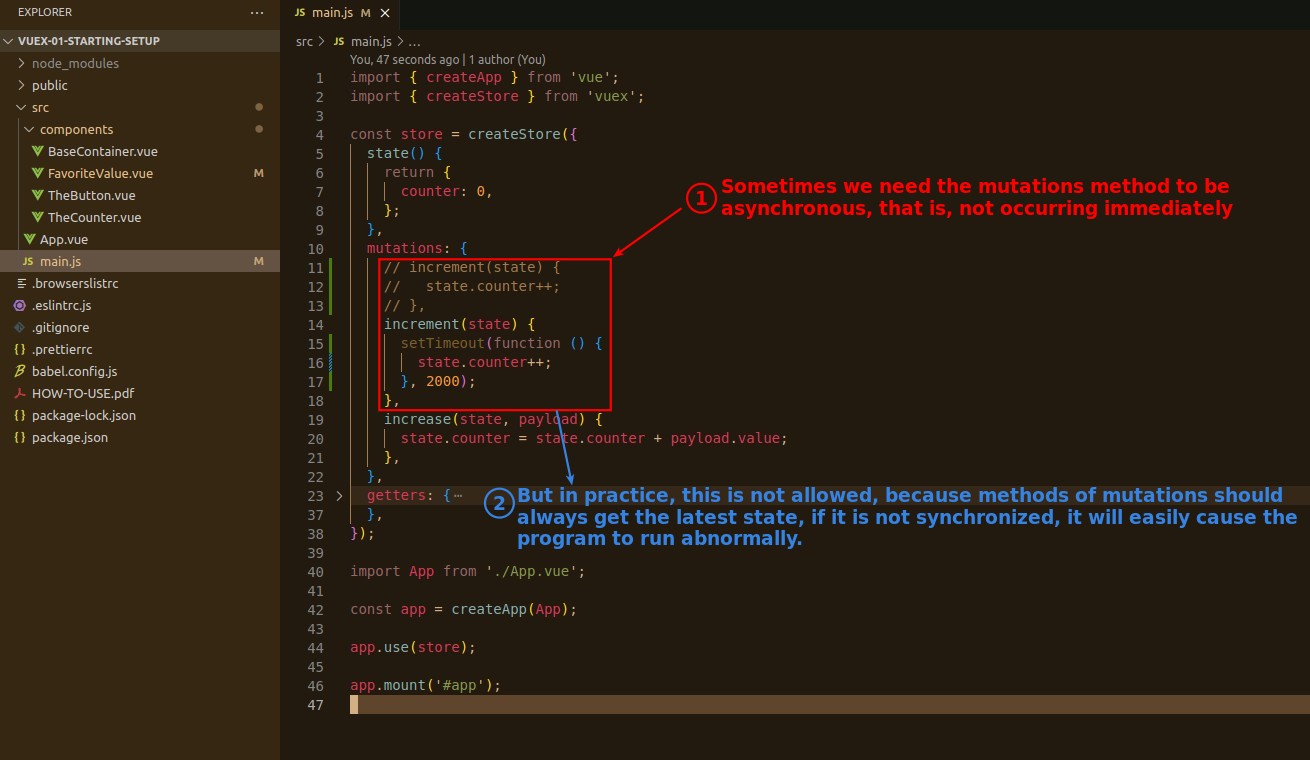 EXPLORER
VUEX-01-STARTING-SETUP
node_modules
public
src
components
BaseContainer.vue
FavoriteValue.vue M
TheButton.vue
TheCounter.vue
App.vue
JS main.js M
.browserslistrc
.eslintrc.js
.gitignore
{} .prettierrc
babel.config.js
HOW-TO-USE.pdf
{} package-lock.json
{} package.json
JS main.js M
src > JS main.js > ...
You, 47 seconds ago | 1 author (You)
1 import { createApp } from 'vue';
2 import { createStore } from 'vuex';
3
4 const store = createStore({
5 state() {
6 return {
7 counter: 0,
8 };
9 },
10 mutations: {
11 // increment(state) {
12 //   state.counter++;
13 // },
14 increment(state) {
15 setTimeout(function () {
16 state.counter++;
17 }, 2000);
18 },
19 increase(state, payload) {
20 state.counter = state.counter + payload.value;
21 },
22 },
23 getters: {…
37 },
38 });
39
40 import App from './App.vue';
41
42 const app = createApp(App);
43
44 app.use(store);
45
46 app.mount('#app');
47
1 Sometimes we need the mutations method to be
asynchronous, that is, not occurring immediately
2 But in practice, this is not allowed, because methods of mutations should
always get the latest state, if it is not synchronized, it will easily cause the
program to run abnormally.